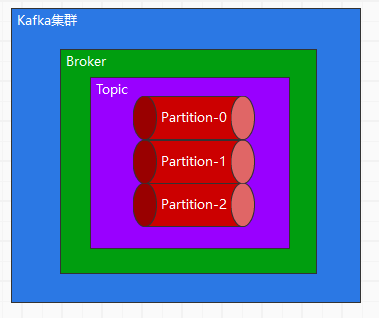 Kafka集群
Broker
Topic
Partition-0
Partition-1
Partition-2